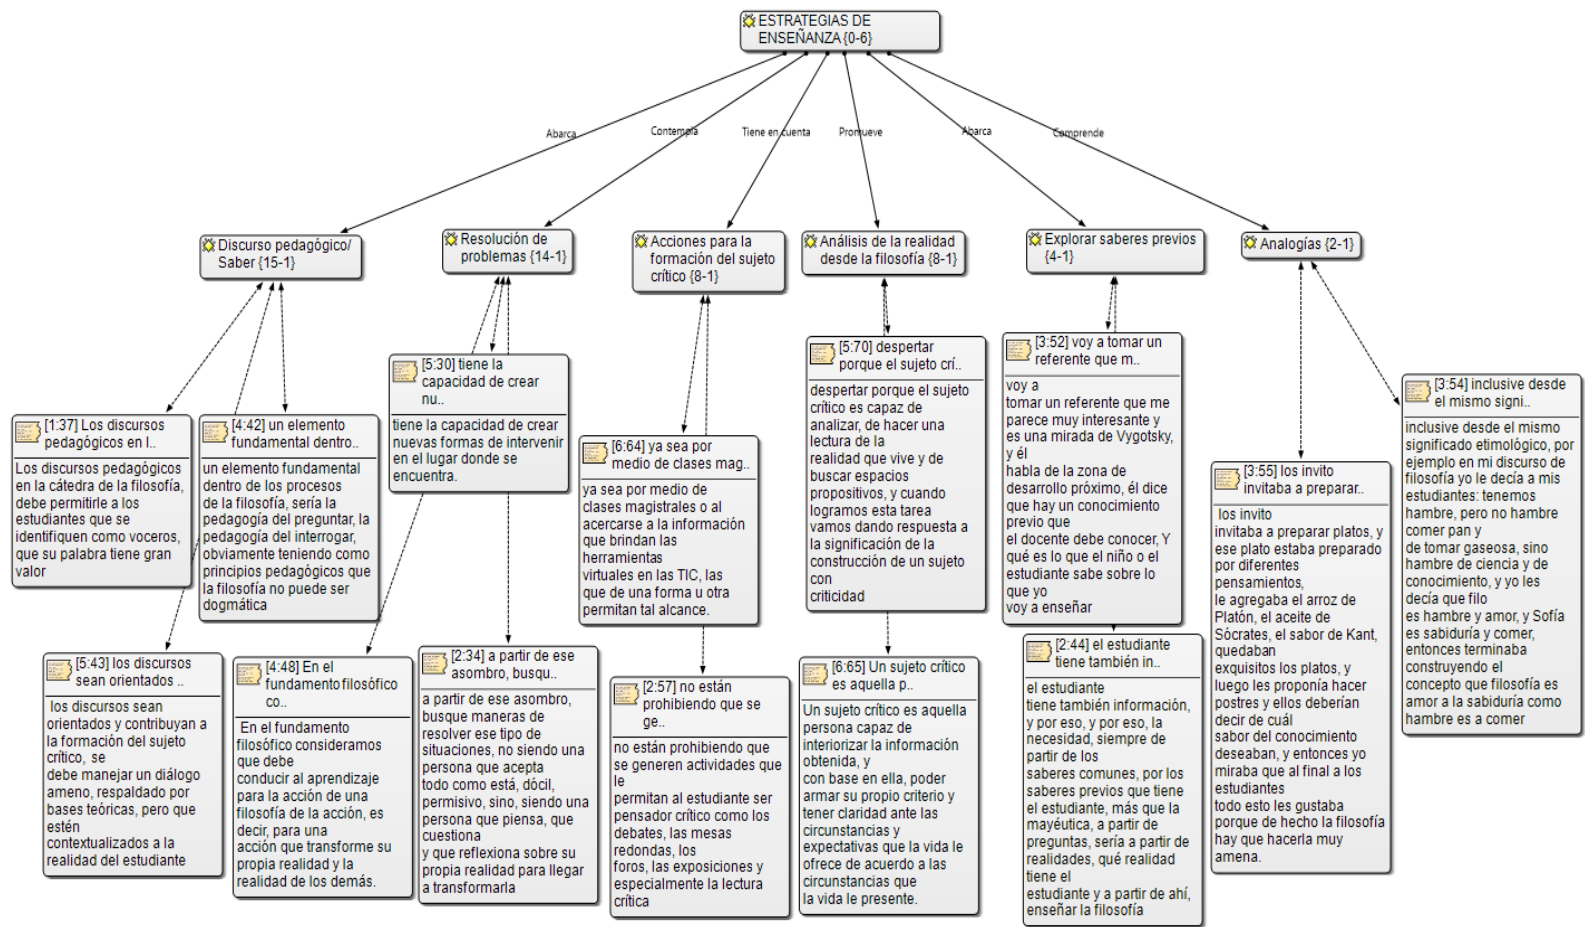 ESTRATEGIAS DE
ENSEÑANZA {0-6}
Abarca
Contempla
Tiene en cuenta
Promueve
Abarca
Comprende
Discurso pedagógico/
Saber {15-1}
Resolución de
problemas {14-1}
Acciones para la
formación del sujeto
crítico {8-1}
Análisis de la realidad
desde la filosofía {8-1}
Explorar saberes previos
{4-1}
Analogías {2-1}
[1:37] Los discursos
pedagógicos en l..
Los discursos pedagógicos
en la cátedra de la filosofía,
debe permitirle a los
estudiantes que se
identifiquen como voceros,
que su palabra tiene gran
valor
[4:42] un elemento
fundamental dentro..
un elemento fundamental
dentro de los procesos
de la filosofía, sería la
pedagogía del preguntar, la
pedagogía del interrogar,
obviamente teniendo como
principios pedagógicos que
la filosofía no puede ser
dogmática
[5:43] los discursos
sean orientados ..
los discursos sean
orientados y contribuyan a
la formación del sujeto
crítico, se
debe manejar un diálogo
ameno, respaldado por
bases teóricas, pero que
estén
contextualizados a la
realidad del estudiante
[5:30] tiene la
capacidad de crear
nu..
tiene la capacidad de crear
nuevas formas de intervenir
en el lugar donde se
encuentra.
[4:48] En el
fundamento filosófico
co..
En el fundamento
filosófico consideramos
que debe
conducir al aprendizaje
para la acción de una
filosofía de la acción, es
decir, para una
acción que transforme su
propia realidad y la
realidad de los demás.
[2:34] a partir de ese
asombro, busqu..
a partir de ese asombro,
busque maneras de
resolver ese tipo de
situaciones, no siendo una
persona que acepta
todo como está, dócil,
permisivo, sino, siendo una
persona que piensa, que
cuestiona
y que reflexiona sobre su
propia realidad para llegar
a transformarla
[6:64] ya sea por
medio de clases mag..
ya sea por medio de
clases magistrales o al
acercarse a la información
que brindan las
herramientas
virtuales en las TIC, las
que de una forma u otra
permitan tal alcance.
[2:57] no están
prohibiendo que se
ge..
no están prohibiendo que
se generen actividades que
le
permitan al estudiante ser
pensador crítico como los
debates, las mesas
redondas, los
foros, las exposiciones y
especialmente la lectura
crítica
[5:70] despertar
porque el sujeto crí..
despertar porque el sujeto
crítico es capaz de
analizar, de hacer una
lectura de la
realidad que vive y de
buscar espacios
propositivos, y cuando
logramos esta tarea
vamos dando respuesta a
la significación de la
construcción de un sujeto
con
criticidad
[6:65] Un sujeto crítico
es aquella p..
Un sujeto crítico es aquella
persona capaz de
interiorizar la información
obtenida, y
con base en ella, poder
armar su propio criterio y
tener claridad ante las
circunstancias y
expectativas que la vida le
ofrece de acuerdo a las
circunstancias que
la vida le presente.
[3:52] voy a tomar un
referente que m..
voy a
tomar un referente que me
parece muy interesante y
es una mirada de Vygotsky,
y él
habla de la zona de
desarrollo próximo, él dice
que hay un conocimiento
previo que
el docente debe conocer, Y
qué es lo que el niño o el
estudiante sabe sobre lo
que yo
voy a enseñar
[2:44] el estudiante
tiene también in..
el estudiante
tiene también información,
y por eso, y por eso, la
necesidad, siempre de
partir de los
saberes comunes, por los
saberes previos que tiene
el estudiante, más que la
mayéutica, a partir de
preguntas, sería a partir de
realidades, qué realidad
tiene el
estudiante y a partir de ahí,
enseñar la filosofía
[3:55] los invito
invitaba a preparar..
los invito
invitaba a preparar platos, y
ese plato estaba preparado
por diferentes
pensamientos,
le agregaba el arroz de
Platón, el aceite de
Sócrates, el sabor de Kant,
quedaban
exquisitos los platos, y
luego les proponía hacer
postres y ellos deberían
decir de cuál
sabor del conocimiento
deseaban, y entonces yo
miraba que al final a los
estudiantes
todo esto les gustaba
porque de hecho la filosofía
hay que hacerla muy
amena.
[3:54] inclusive desde
el mismo signi..
inclusive desde el mismo
significado etimológico, por
ejemplo en mi discurso de
filosofía yo le decía a mis
estudiantes: tenemos
hambre, pero no hambre
comer pan y
de tomar gaseosa, sino
hambre de ciencia y de
conocimiento, y yo les
decía que filo
es hambre y amor, y Sofía
es sabiduría y comer,
entonces terminaba
construyendo el
concepto que filosofía es
amor a la sabiduría como
hambre es a comer